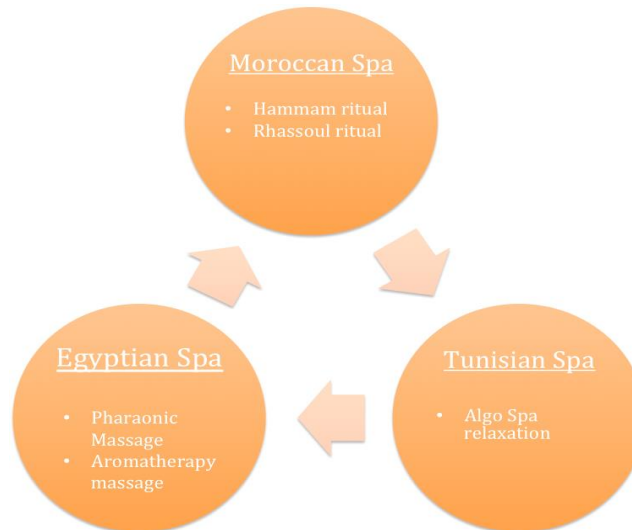 Moroccan Spa
• Hammam ritual
• Rhassoul ritual
Egyptian Spa
• Pharaonic
Massage
• Aromatherapy
massage
Tunisian Spa
• Algo Spa
relaxation